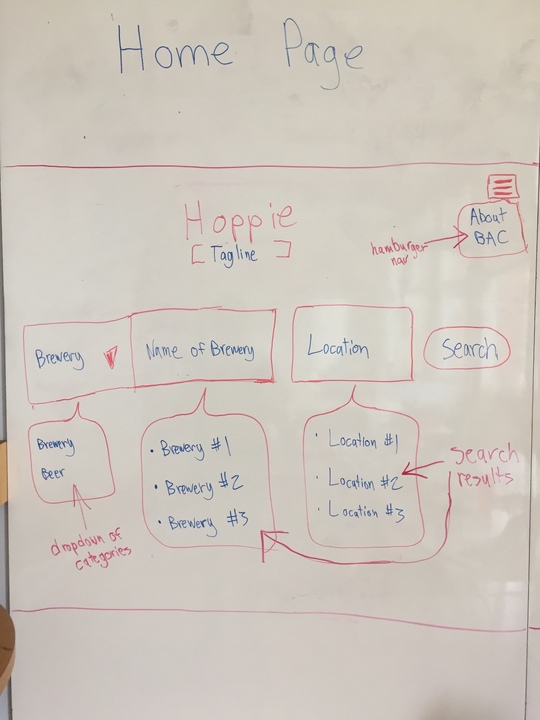 Home Page
Hoppie
[Tagline]
About
BAC
hamburger
nav
Brewery
Name of Brewery
Location
Search
Brewery
Beer
• Brewery #1
• Brewery #2
• Brewery #3
• Location #1
• Location #2
• Location #3
search
results
dropdown of
categories